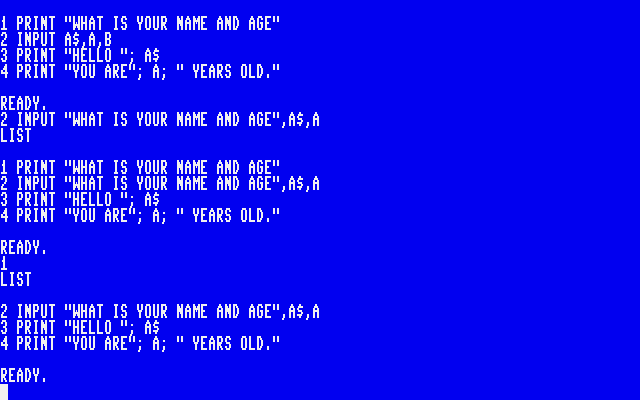 1 PRINT "WHAT IS YOUR NAME AND AGE"
2 INPUT A$,A,B
3 PRINT "HELLO "; A$
4 PRINT "YOU ARE"; A; " YEARS OLD."
READY.
2 INPUT "WHAT IS YOUR NAME AND AGE",A$,A
LIST
1 PRINT "WHAT IS YOUR NAME AND AGE"
2 INPUT "WHAT IS YOUR NAME AND AGE",A$,A
3 PRINT "HELLO "; A$
4 PRINT "YOU ARE"; A; " YEARS OLD."
READY.
1
LIST
2 INPUT "WHAT IS YOUR NAME AND AGE",A$,A
3 PRINT "HELLO "; A$
4 PRINT "YOU ARE"; A; " YEARS OLD."
READY.